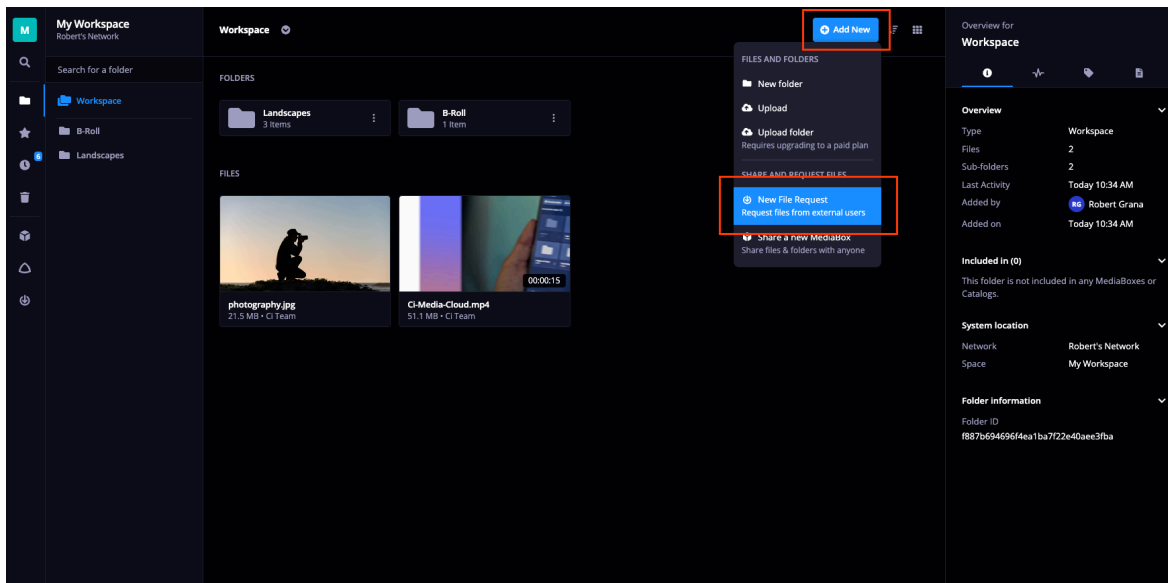 M
My Workspace
Robert's Network
Search for a folder
Workspace
B-Roll
Landscapes
6
Workspace
Add New
FOLDERS
Landscapes
3 Items
B-Roll
1 Item
FILES
00:00:15
photography.jpg
21.5 MB • Ci Team
Ci-Media-Cloud.mp4
51.1 MB • Ci Team
FILES AND FOLDERS
New folder
Upload
Upload folder
Requires upgrading to a paid plan
SHARE AND REQUEST FILES
New File Request
Request files from external users
Share a new MediaBox
Share files & folders with anyone
Overview for
Workspace
Overview
Type Workspace
Files 2
Sub-folders 2
Last Activity Today 10:34 AM
Added by RG Robert Grana
Added on Today 10:34 AM
Included in (0)
This folder is not included in any MediaBoxes or
Catalogs.
System location
Network Robert's Network
Space My Workspace
Folder information
Folder ID
f887b694696f4ea1ba7f22e40aee3fba